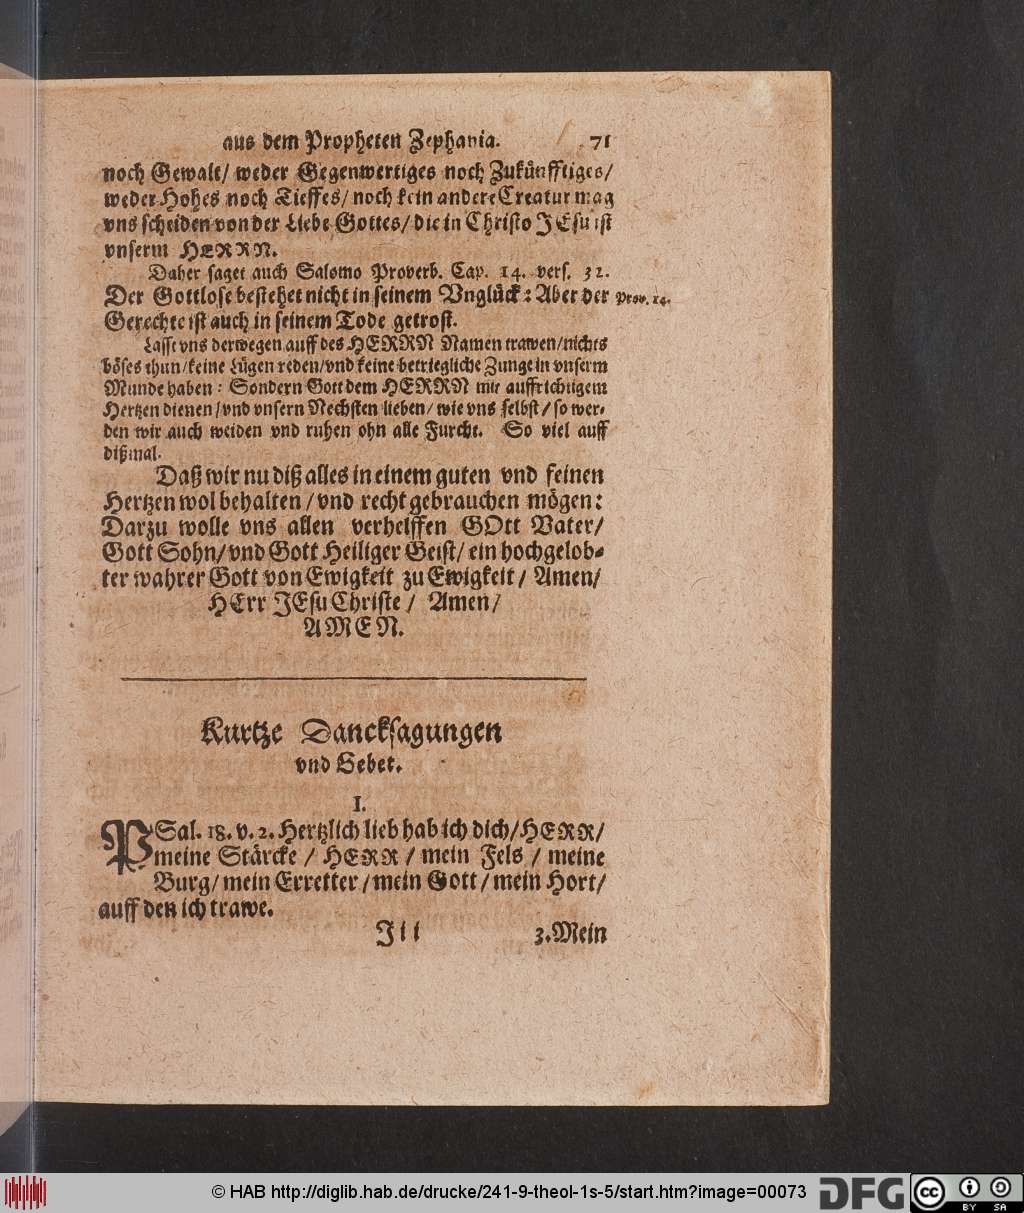 aus dem Propheten Zephania. 71
noch Gewalt/ weder Gegenwertiges noch Zukünfftiges/
weder Hohes noch Tieffes/ noch kein andere Creatur mag
vns scheiden von der Liebe Gottes/ die in Christo JEsu ist
vnserm HERRN.
Daher saget auch Salomo Proverb. Cap. 14. vers. 32.
Der Gottlose bestehet nicht in seinem Vnglück: Aber der Prov. 14.
Gerechte ist auch in seinem Tode getrost.
Lasst vns derwegen auff des HERRN Namen trawen/nichts
böses thun/keine Lügen reden/vnd keine betriegliche Zunge in vnserm
Munde haben: Sondern Gott dem HERRN mit auffrichtigem
Hertzen dienen/ vnd vnsern Nechsten lieben/ wie vns selbst/ so wer-
den wir auch weiden vnd ruhen ohn alle Furcht. So viel auff
dißmal.
Daß wir nu diß alles in einem guten vnd feinen
Hertzen wol behalten / vnd recht gebrauchen mögen:
Darzu wolle vns allen verhelffen GOtt Vater/
Gott Sohn/ vnd Gott Heiliger Geist/ ein hochgelob-
ter wahrer Gott von Ewigkeit zu Ewigkeit / Amen/
HErr JEsu Christe / Amen/
AMEN.
Kurtze Dancksagungen
vnd Gebet.
I.
PSal. 18. v. 2. Hertzlich lieb hab ich dich/ HERR/
meine Stärcke / HERR / mein Fels / meine
Burg/ mein Erretter / mein Gott / mein Hort/
auff den ich trawe.
J iii 3. Mein
© HAB http://diglib.hab.de/drucke/241-9-theol-1s-5/start.htm?image=00073 DFG cc BY SA